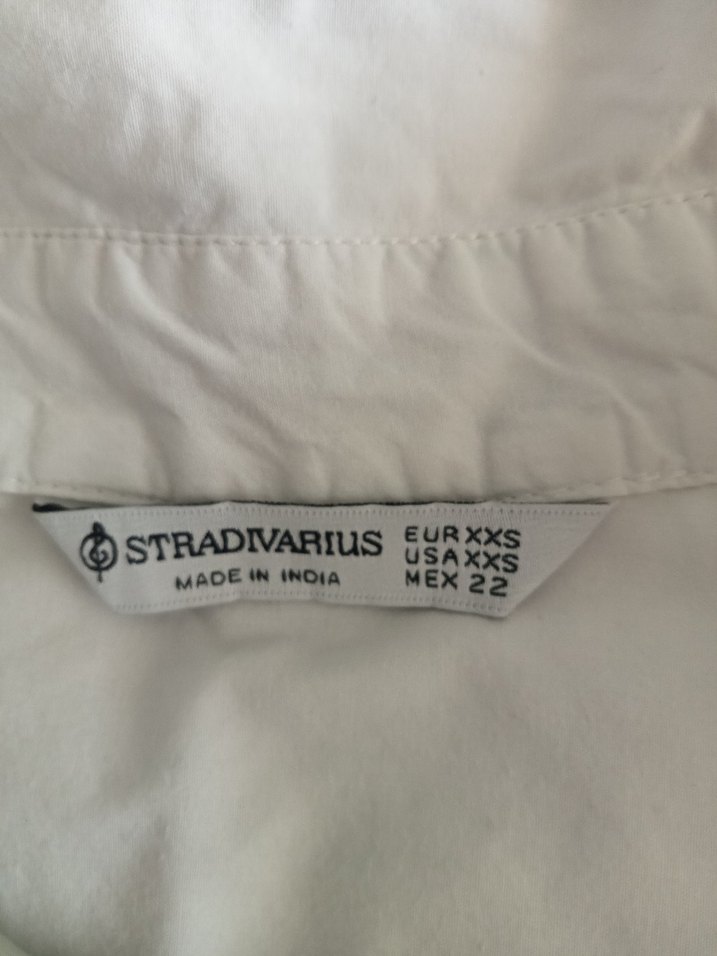 STRADIVARIUS
MADE IN INDIA
EUR XXS
USA XXS
MEX 22